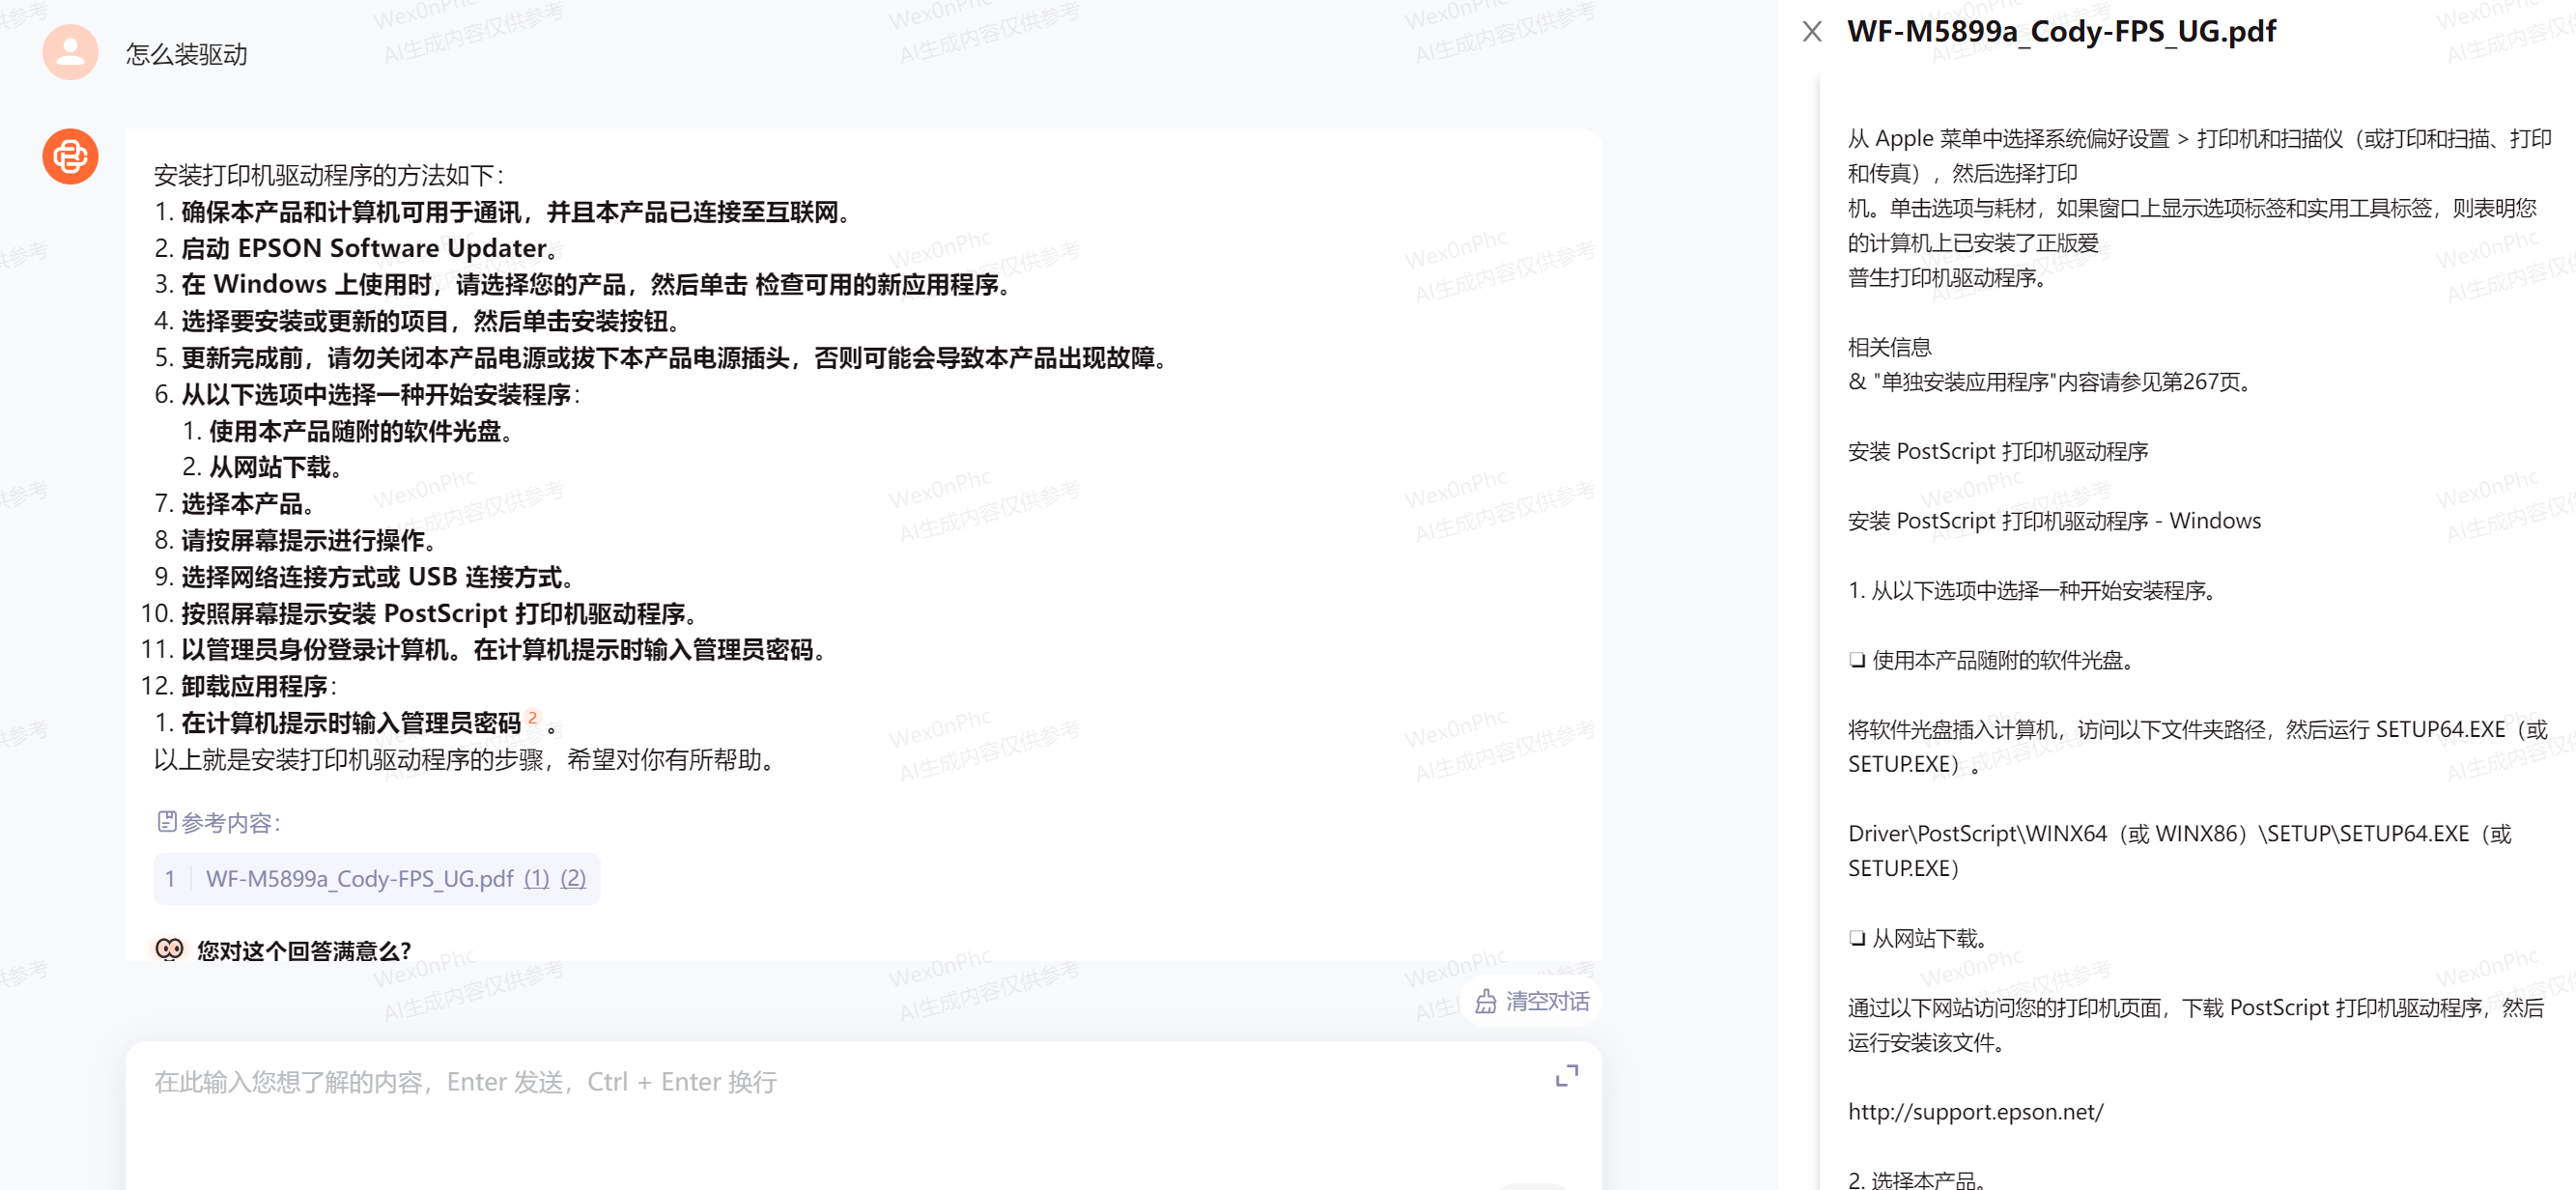 怎么装驱动
安装打印机驱动程序的方法如下：
1. 确保本产品和计算机可用于通讯，并且本产品已连接至互联网。
2. 启动 EPSON Software Updater。
3. 在 Windows 上使用时，请选择您的产品，然后单击 检查可用的新应用程序。
4. 选择要安装或更新的项目，然后单击安装按钮。
5. 更新完成前，请勿关闭本产品电源或拔下本产品电源插头，否则可能会导致本产品出现故障。
6. 从以下选项中选择一种开始安装程序：
1. 使用本产品随附的软件光盘。
2. 从网站下载。
7. 选择本产品。
8. 请按屏幕提示进行操作。
9. 选择网络连接方式或 USB 连接方式。
10. 按照屏幕提示安装 PostScript 打印机驱动程序。
11. 以管理员身份登录计算机。在计算机提示时输入管理员密码。
12. 卸载应用程序：
1. 在计算机提示时输入管理员密码 2 。
以上就是安装打印机驱动程序的步骤，希望对你有所帮助。
参考内容：
1 WF-M5899a_Cody-FPS_UG.pdf (1) (2)
您对这个回答满意么？
清空对话
在此输入您想了解的内容，Enter 发送，Ctrl + Enter 换行
WF-M5899a_Cody-FPS_UG.pdf
从 Apple 菜单中选择系统偏好设置 > 打印机和扫描仪（或打印和扫描、打印
和传真），然后选择打印
机。单击选项与耗材，如果窗口上显示选项标签和实用工具标签，则表明您
的计算机上已安装了正版爱
普生打印机驱动程序。
相关信息
& "单独安装应用程序"内容请参见第267页。
安装 PostScript 打印机驱动程序
安装 PostScript 打印机驱动程序 - Windows
1. 从以下选项中选择一种开始安装程序。
❏ 使用本产品随附的软件光盘。
将软件光盘插入计算机，访问以下文件夹路径，然后运行 SETUP64.EXE（或
SETUP.EXE）。
Driver\PostScript\WINX64（或 WINX86）\SETUP\SETUP64.EXE（或
SETUP.EXE）
❏ 从网站下载。
通过以下网站访问您的打印机页面，下载 PostScript 打印机驱动程序，然后
运行安装该文件。
http://support.epson.net/
2. 选择本产品。
Wex0nPhc
AI生成内容仅供参考